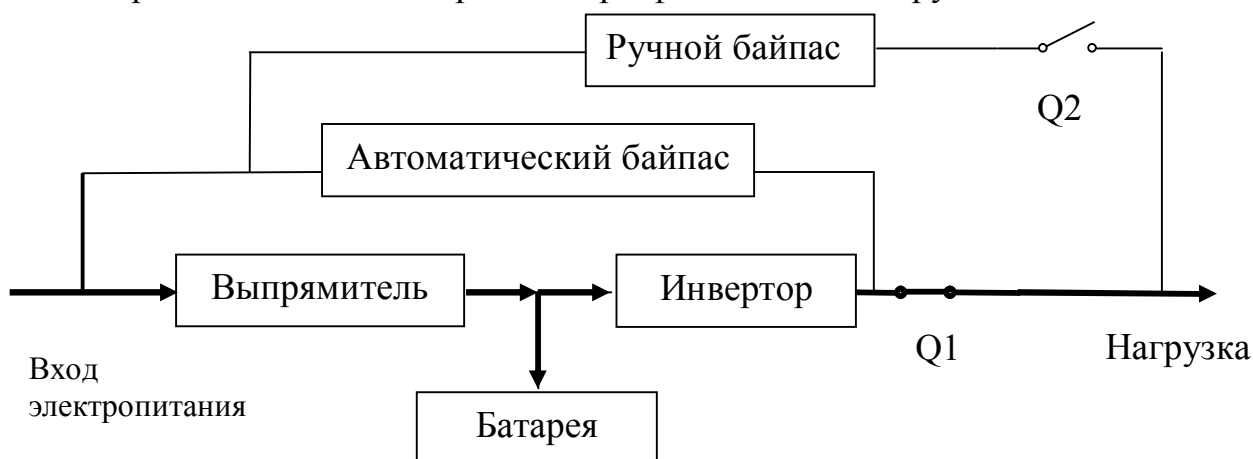 Ручной байпас
Q2
Автоматический байпас
Выпрямитель
Инвертор
Q1
Нагрузка
Вход
электропитания
Батарея